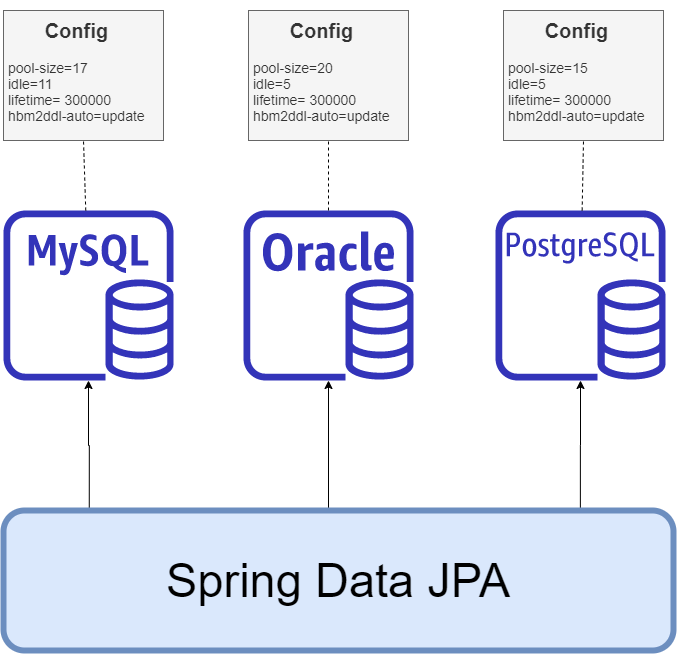 Config
pool-size=17
idle=11
lifetime= 300000
hbm2ddl-auto=update
Config
pool-size=20
idle=5
lifetime= 300000
hbm2ddl-auto=update
Config
pool-size=15
idle=5
lifetime= 300000
hbm2ddl-auto=update
MySQL
Oracle
PostgreSQL
Spring Data JPA